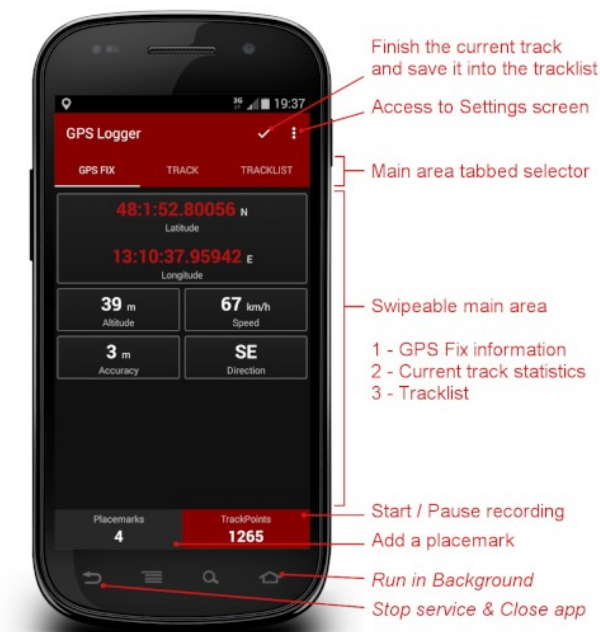 Finish the current track
and save it into the tracklist
3G 19:37
Access to Settings screen
GPS Logger
GPS FIX TRACK TRACKLIST
Main area tabbed selector
48:1:52.80056 N
Latitude
13:10:37.95942 E
Longitude
39 m
Altitude
67 km/h
Speed
Swipeable main area
3 m
Accuracy
SE
Direction
1 - GPS Fix information
2 - Current track statistics
3 - Tracklist
Placemarks
4
TrackPoints
1265
Start / Pause recording
Add a placemark
Run in Background
Stop service & Close app